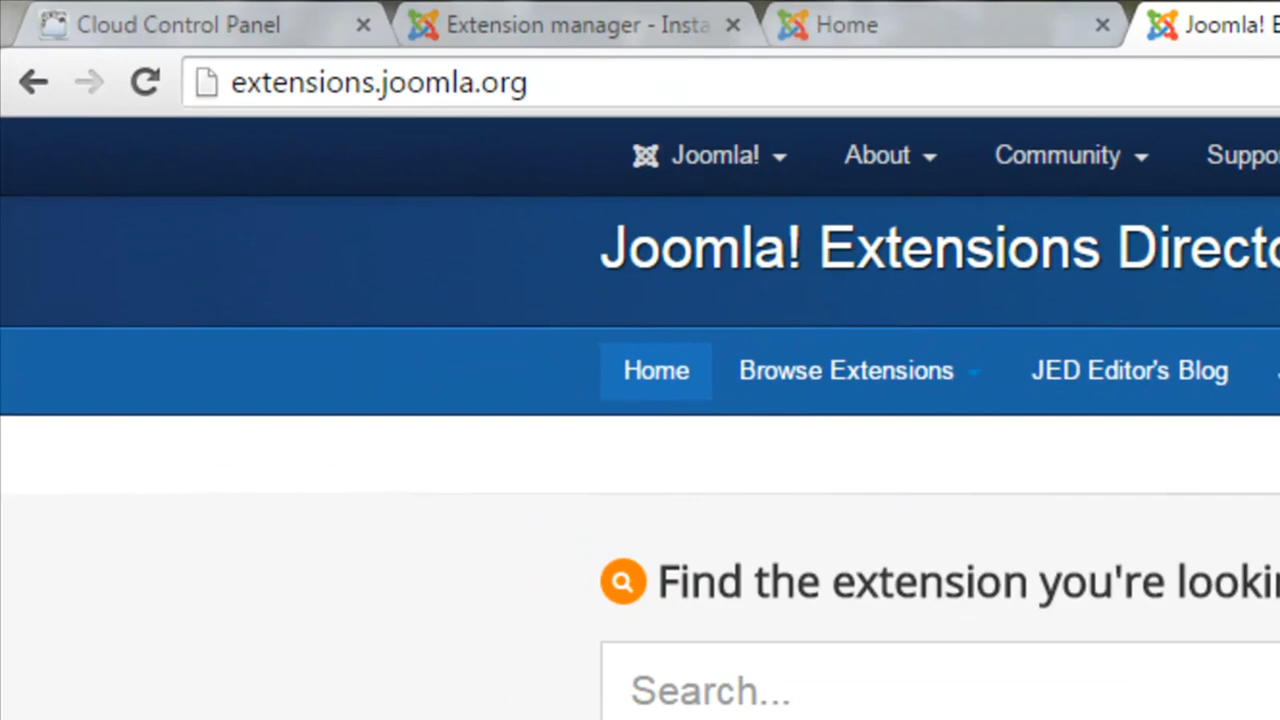 Cloud Control Panel
Extension manager - Insta
Home
Joomla! E
extensions.joomla.org
Joomla!
About
Community
Suppo
Joomla! Extensions Directo
Home
Browse Extensions
JED Editor's Blog
Find the extension you're lookin
Search...